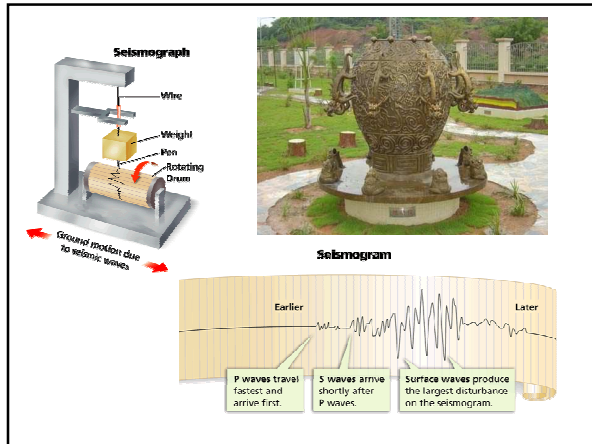 Seismograph
Wire
Weight
Pen
Rotating
Drum
Ground motion due
to seismic waves
Seismogram
Earlier
Later
P waves travel
fastest and
arrive first.
S waves arrive
shortly after
P waves.
Surface waves produce
the largest disturbance
on the seismogram.